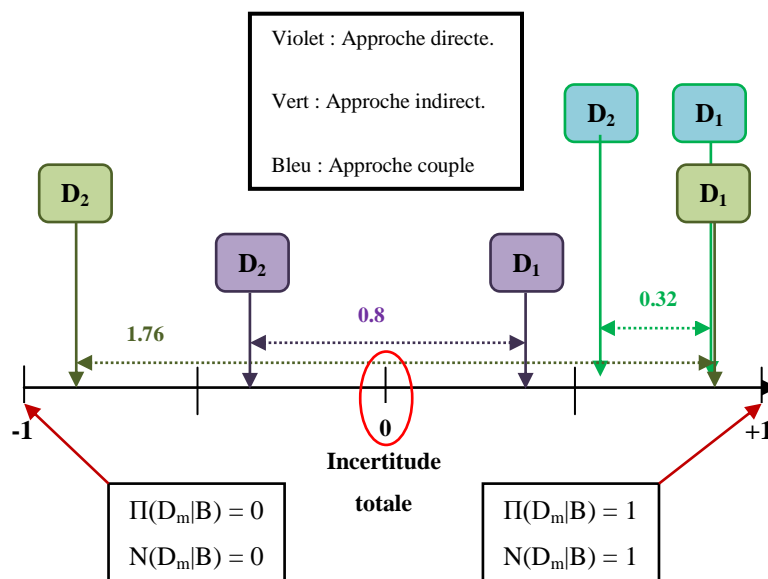 Violet : Approche directe.
Vert : Approche indirect.
Bleu : Approche couple
D₂
D₁
D₂
D₁
D₂
D₁
0.32
0.8
1.76
-1
0
+1
Incertitude
totale
Π(Dₘ|B) = 0
N(Dₘ|B) = 0
Π(Dₘ|B) = 1
N(Dₘ|B) = 1